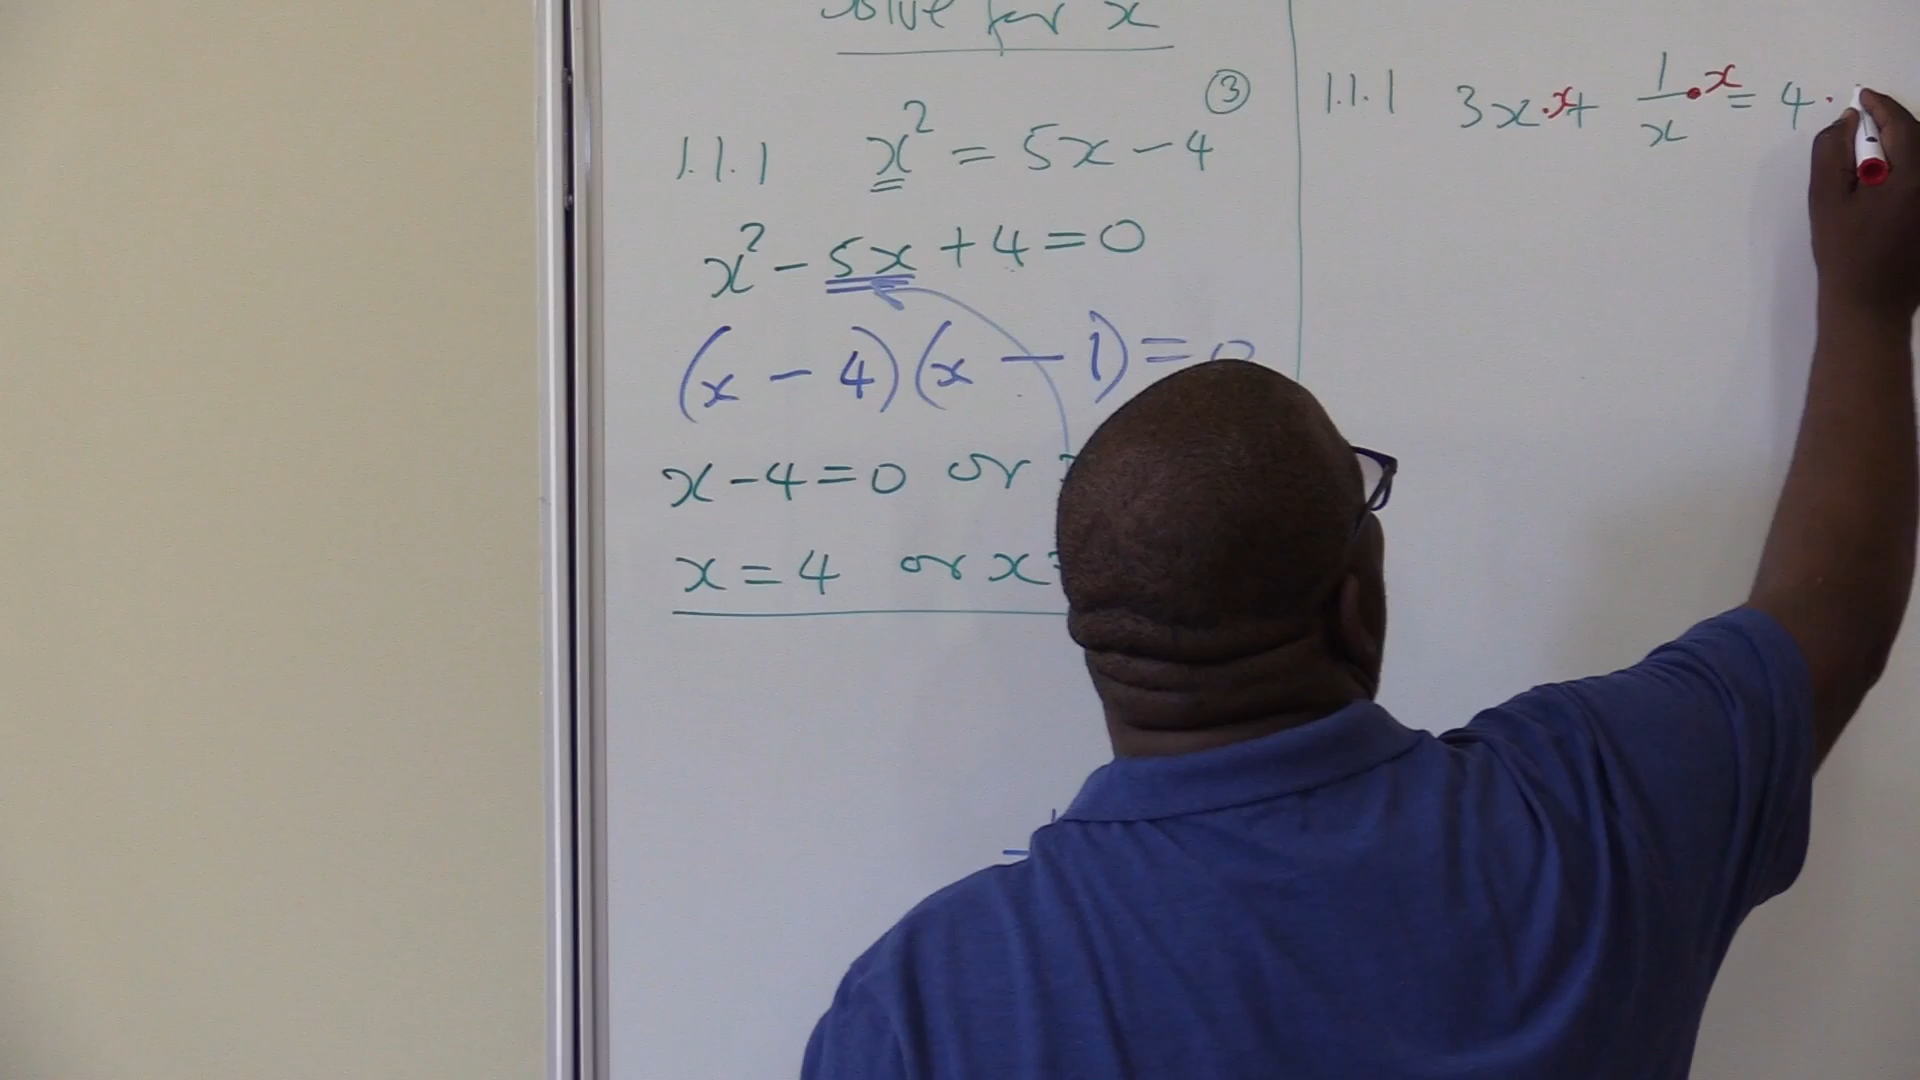 Solve for x
③
1.1.1 x² = 5x - 4
x² - 5x + 4 = 0
(x - 4)(x - 1) = 0
x - 4 = 0 or
x = 4 or x =
1.1.1 3x·x + 1/x·x = 4·